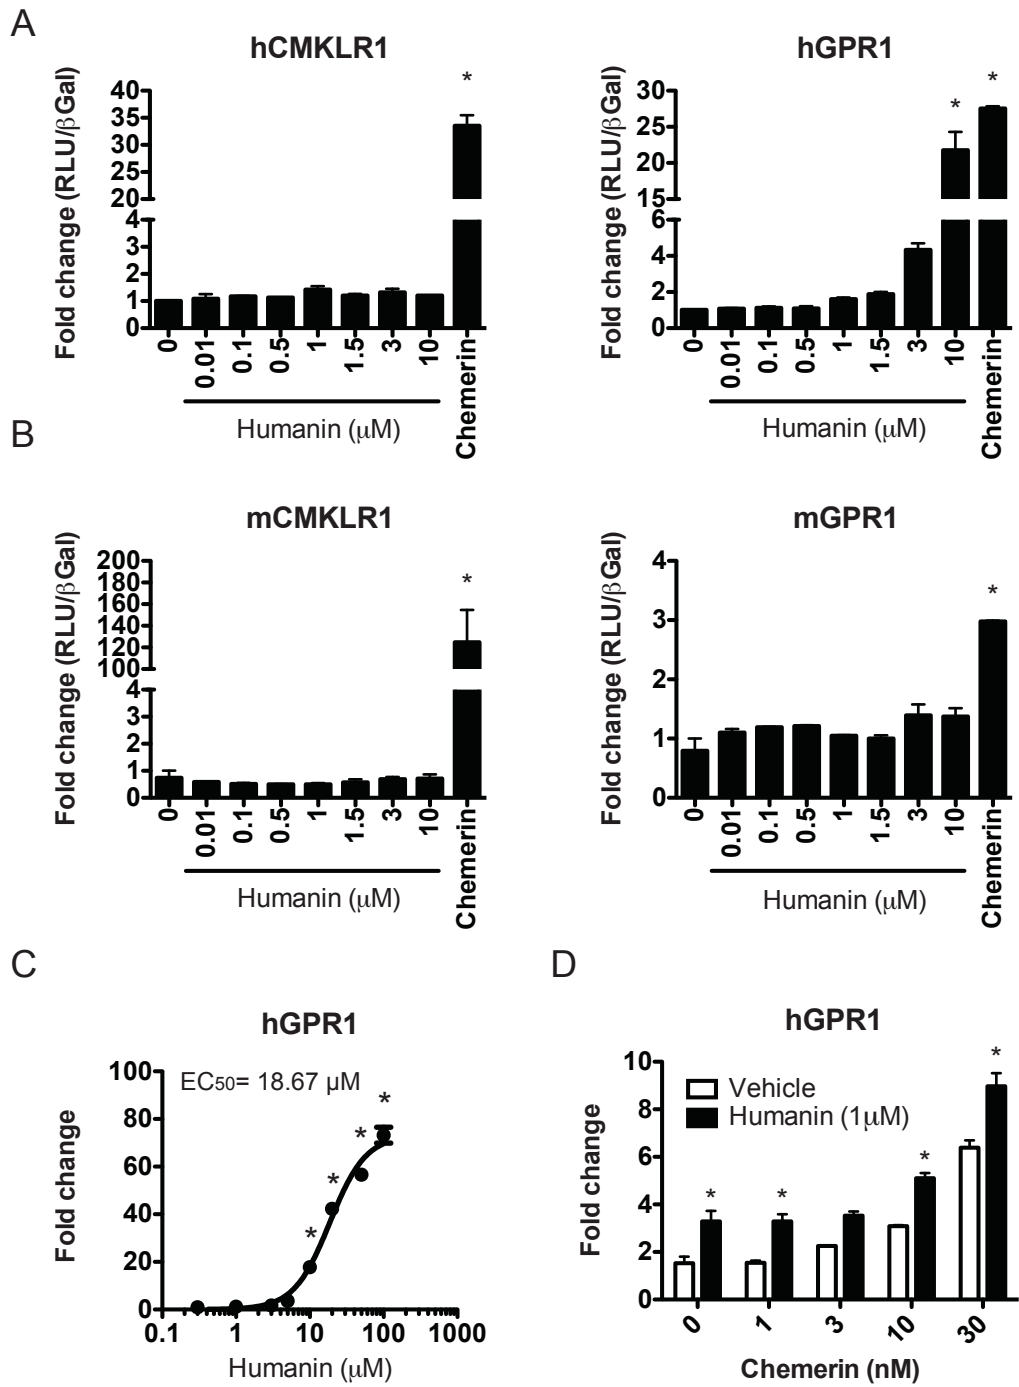 A
hCMKLR1
Fold change (RLU/βGal)
40
35
30
25
20
4
3
2
1
0
*
0 0.01 0.1 0.5 1 1.5 3 10 Chemerin
Humanin (µM)
hGPR1
Fold change (RLU/βGal)
30
20
15
6
4
2
0
* *
0 0.01 0.1 0.5 1 1.5 3 10 Chemerin
Humanin (µM)
B
mCMKLR1
Fold change (RLU/βGal)
200
180
160
140
120
100
4
3
2
1
0
*
0 0.01 0.1 0.5 1 1.5 3 10 Chemerin
Humanin (µM)
mGPR1
Fold change (RLU/βGal)
4
3
2
1
0
*
0 0.01 0.1 0.5 1 1.5 3 10 Chemerin
Humanin (µM)
C
hGPR1
EC50= 18.67 µM
Fold change
100
80
60
40
20
0
* * * *
0.1 1 10 100 1000
Humanin (µM)
D
hGPR1
Vehicle
Humanin (1µM)
Fold change
10
8
6
4
2
0
* * * *
0 1 3 10 30
Chemerin (nM)